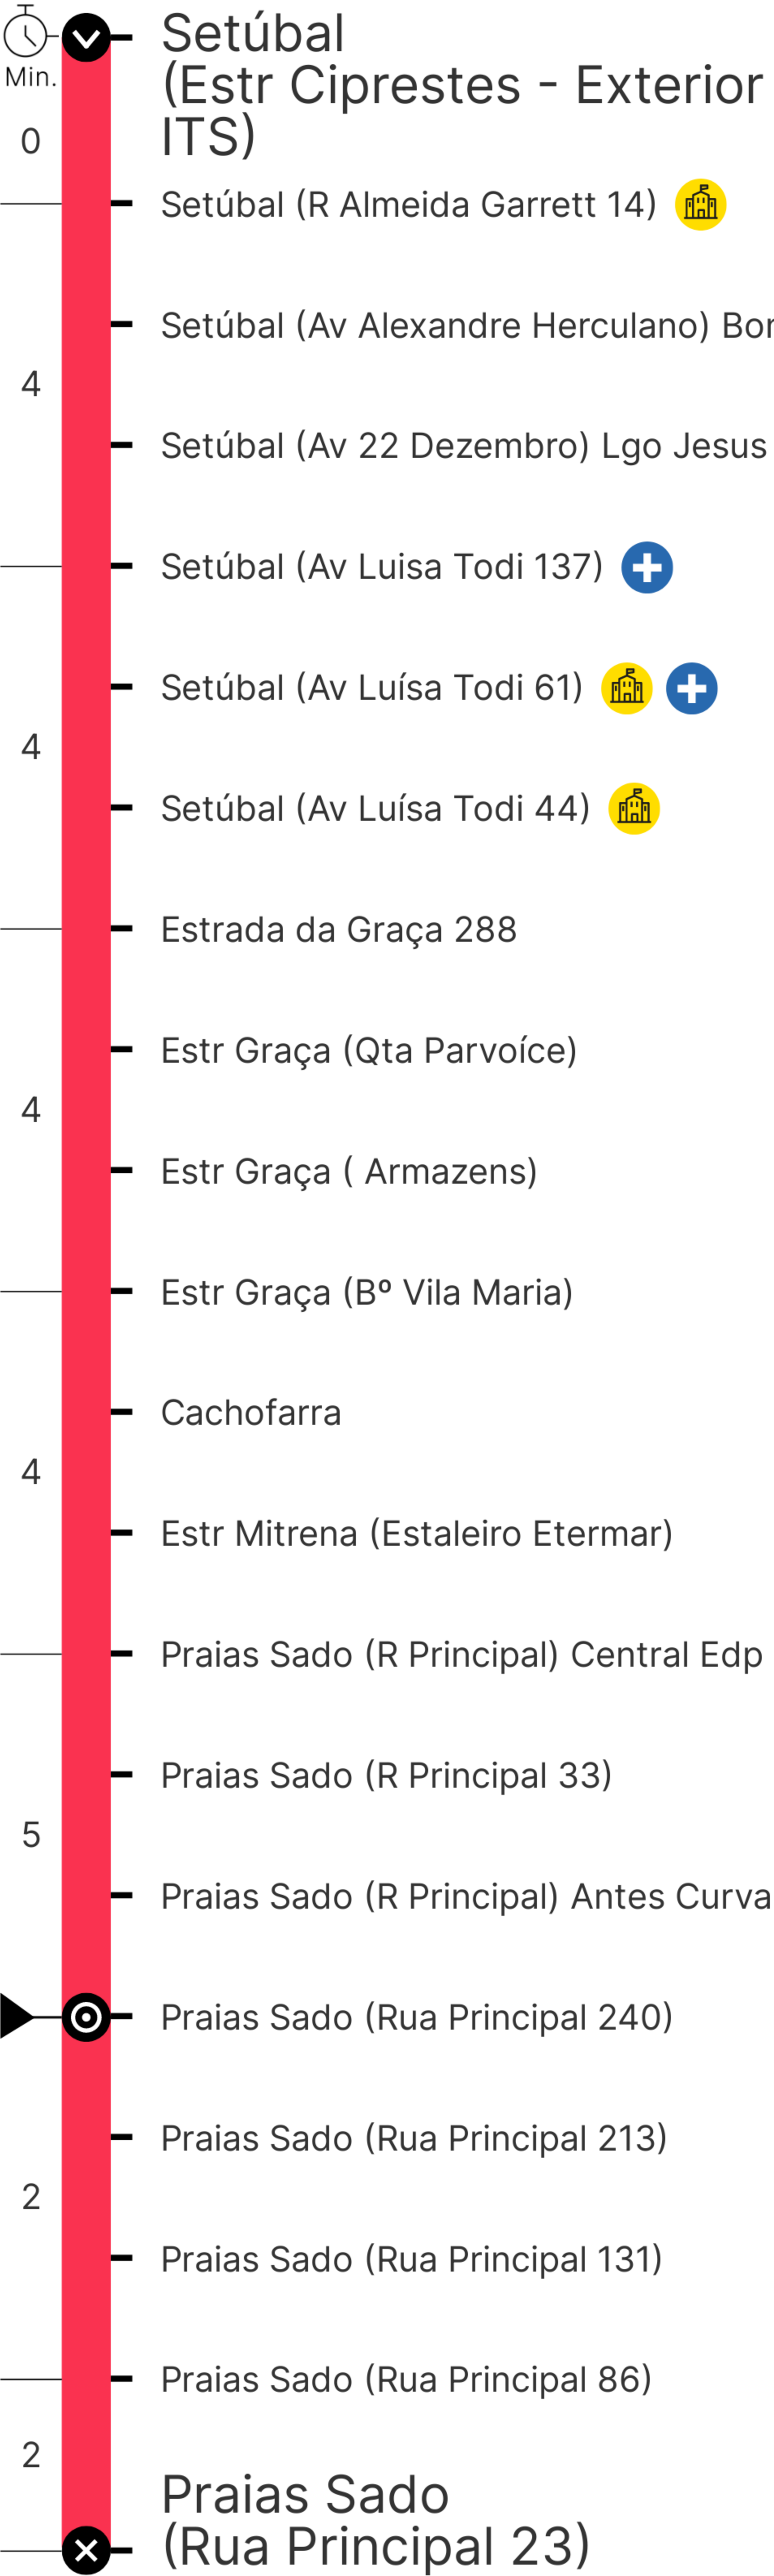 Setúbal
Min.
(Estr Ciprestes - Exterior
ITS)
0
Setúbal (R Almeida Garrett 14)
Setúbal (Av Alexandre Herculano)
4
Setúbal (Av 22 Dezembro) Lgo Jesus
Setúbal (Av Luisa Todi 137)
Setúbal (Av Luísa Todi 61)
4
Setúbal (Av Luísa Todi 44)
Estrada da Graça 288
Estr Graça (Qta Parvoíce)
4
Estr Graça ( Armazens)
Estr Graça (Bº Vila Maria)
Cachofarra
4
Estr Mitrena (Estaleiro Etermar)
Praias Sado (R Principal) Central Edp
Praias Sado (R Principal 33)
5
Praias Sado (R Principal) Antes Curva
Praias Sado (Rua Principal 240)
Praias Sado (Rua Principal 213)
2
Praias Sado (Rua Principal 131)
Praias Sado (Rua Principal 86)
2
Praias Sado
(Rua Principal 23)